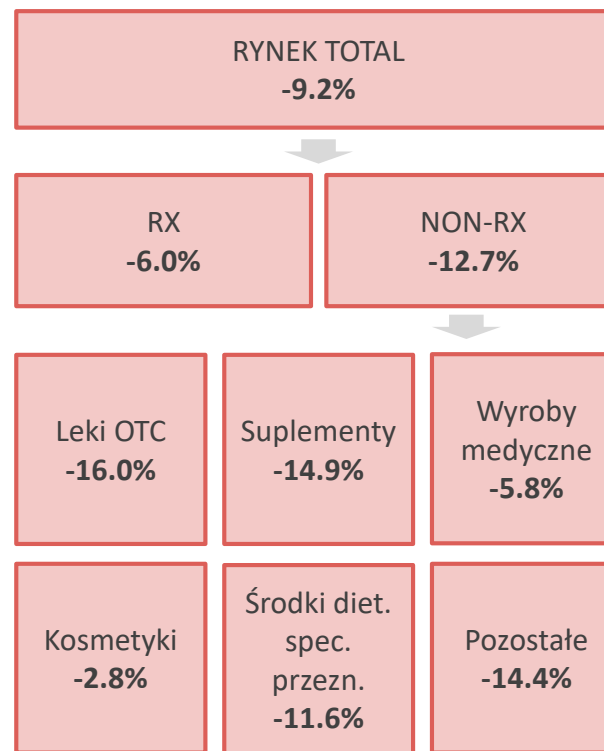 RYNEK TOTAL
-9.2%
RX
-6.0%
NON-RX
-12.7%
Leki OTC
-16.0%
Suplementy
-14.9%
Wyroby
medyczne
-5.8%
Kosmetyki
-2.8%
Środki diet.
spec.
przezn.
-11.6%
Pozostałe
-14.4%